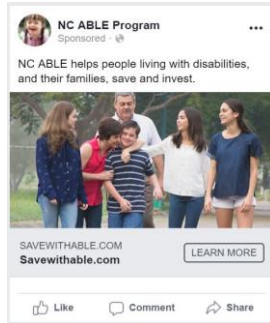 NC ABLE Program
Sponsored ·
NC ABLE helps people living with disabilities,
and their families, save and invest.
SAVEWITHABLE.COM
Savewithable.com
LEARN MORE
Like
Comment
Share